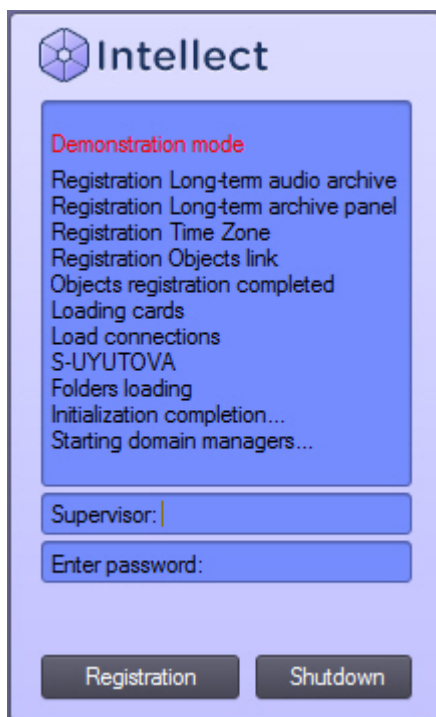 Intellect
Demonstration mode
Registration Long-term audio archive
Registration Long-term archive panel
Registration Time Zone
Registration Objects link
Objects registration completed
Loading cards
Load connections
S-UYUTOVA
Folders loading
Initialization completion...
Starting domain managers...
Supervisor:
Enter password:
Registration Shutdown